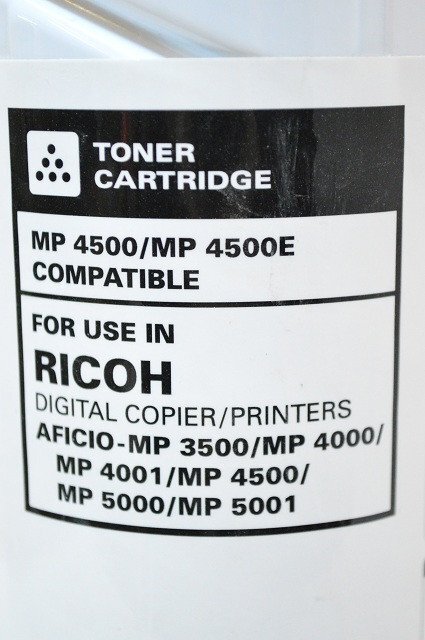 TONER
CARTRIDGE
MP 4500/MP 4500E
COMPATIBLE
FOR USE IN
RICOH
DIGITAL COPIER/PRINTERS
AFICIO-MP 3500/MP 4000/
MP 4001/MP 4500/
MP 5000/MP 5001